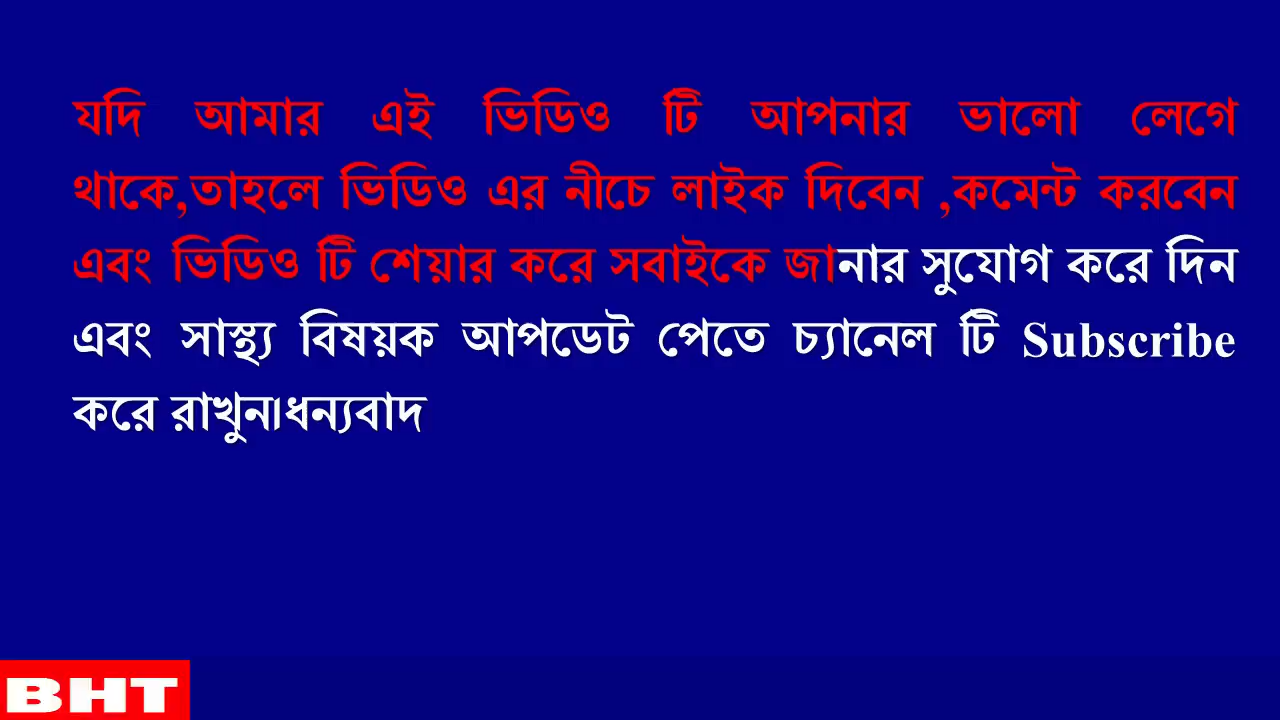 যদি আমার এই ভিডিও টি আপনার ভালো লেগে
থাকে,তাহলে ভিডিও এর নীচে লাইক দিবেন ,কমেন্ট করবেন
এবং ভিডিও টি শেয়ার করে সবাইকে জানার সুযোগ করে দিন
এবং সাস্থ্য বিষয়ক আপডেট পেতে চ্যানেল টি Subscribe
করে রাখুন।ধন্যবাদ
BHT